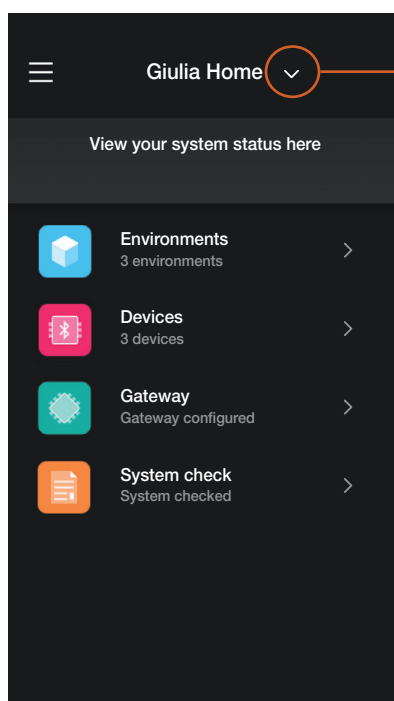 Giulia Home
View your system status here
Environments
3 environments
Devices
3 devices
Gateway
Gateway configured
System check
System checked